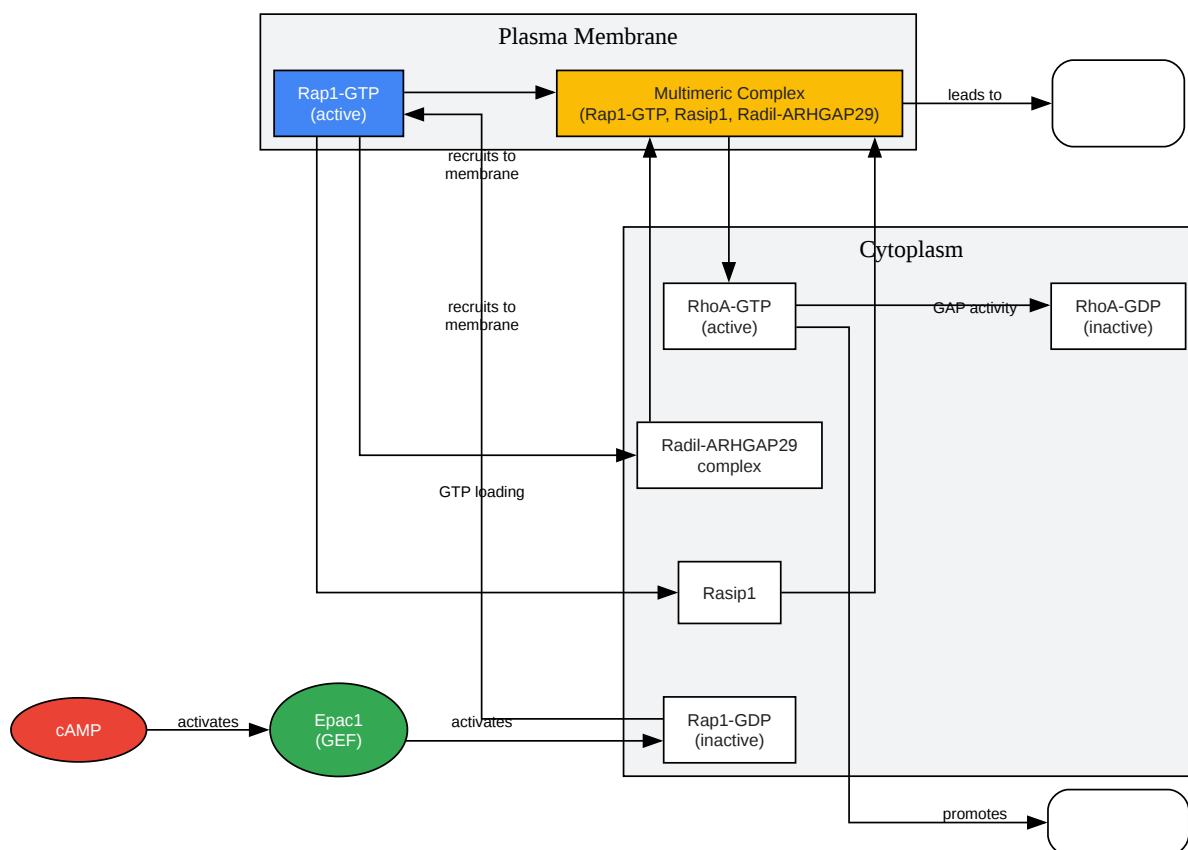 Plasma Membrane
Rap1-GTP
(active)
Multimeric Complex
(Rap1-GTP, Rasip1, Radil-ARHGAP29)
leads to
recruits to
membrane
Cytoplasm
recruits to
membrane
RhoA-GTP
(active)
GAP activity
RhoA-GDP
(inactive)
Radil-ARHGAP29
complex
GTP loading
Rasip1
cAMP
activates
Epac1
(GEF)
activates
Rap1-GDP
(inactive)
promotes